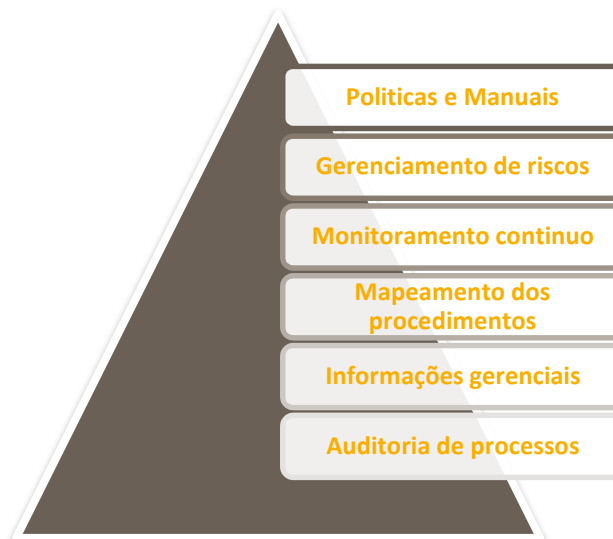 Politicas e Manuais
Gerenciamento de riscos
Monitoramento continuo
Mapeamento dos
procedimentos
Informações gerenciais
Auditoria de processos